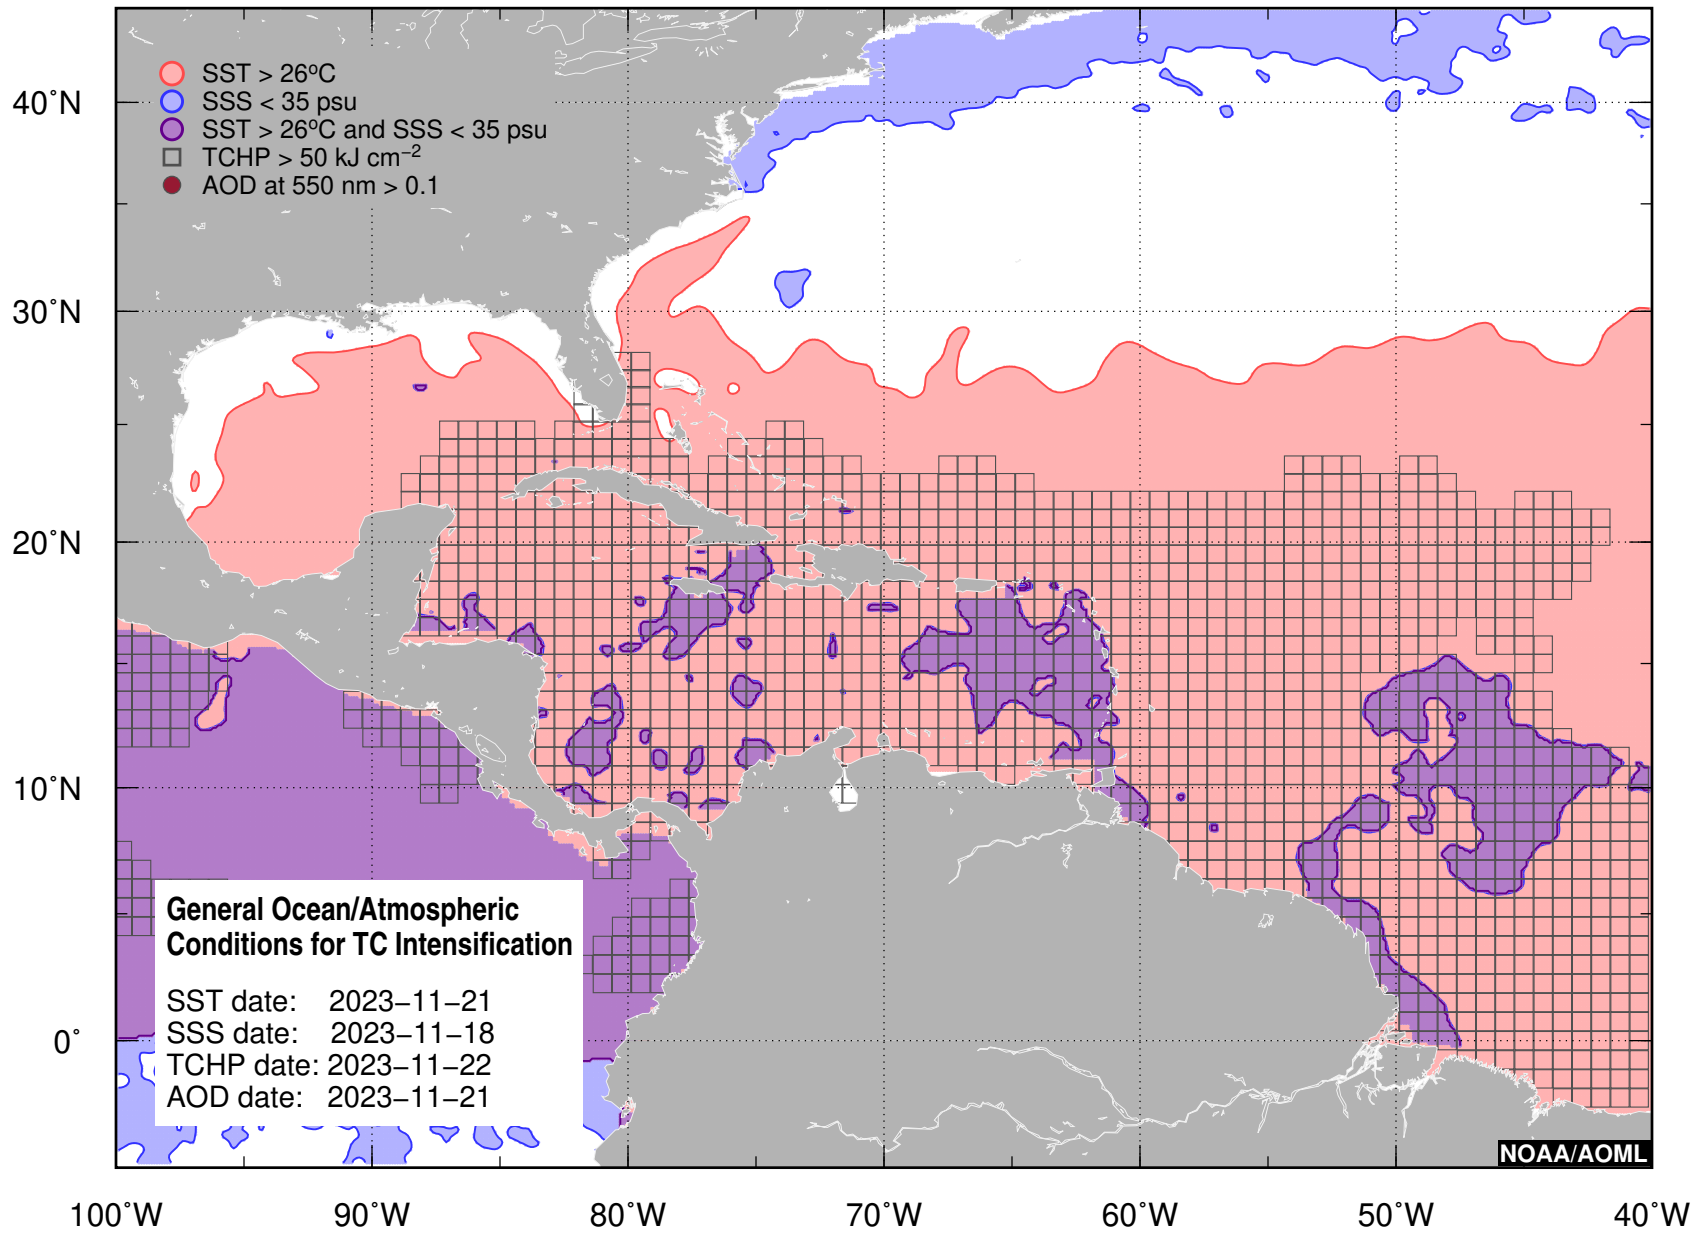 SST > 26°C
SSS < 35 psu
SST > 26°C and SSS < 35 psu
TCHP > 50 kJ cm⁻²
AOD at 550 nm > 0.1
40°N
30°N
20°N
10°N
0°
General Ocean/Atmospheric
Conditions for TC Intensification
SST date: 2023−11−21
SSS date: 2023−11−18
TCHP date: 2023−11−22
AOD date: 2023−11−21
NOAA/AOML
100°W 90°W 80°W 70°W 60°W 50°W 40°W